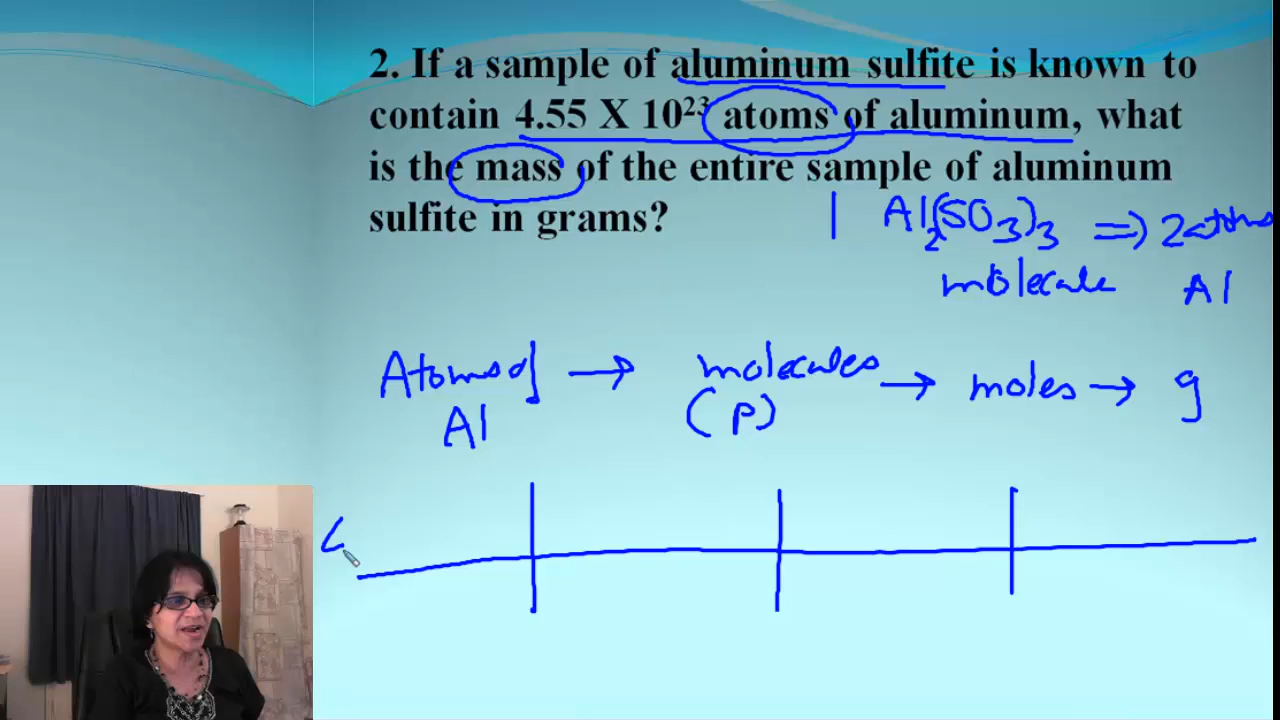 2. If a sample of aluminum sulfite is known to
contain 4.55 X 10²³ atoms of aluminum, what
is the mass of the entire sample of aluminum
sulfite in grams?
1 Al₂(SO₃)₃ ⇒ 2 atoms
molecule Al
Atoms of → molecules → moles → g
Al (P)